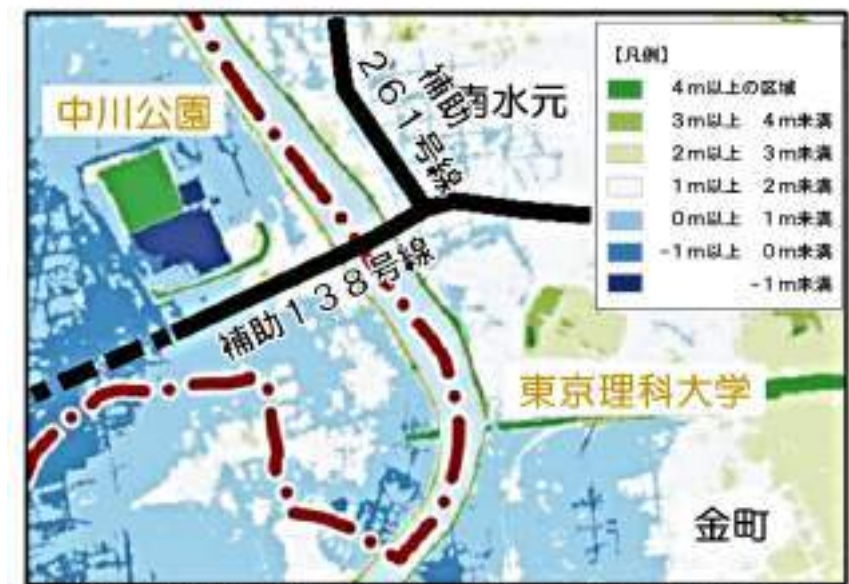 中川公園
補助
261号線
南水元
補助138号線
東京理科大学
金町
【凡例】
4m以上の区域
3m以上 4m未満
2m以上 3m未満
1m以上 2m未満
0m以上 1m未満
-1m以上 0m未満
-1m未満